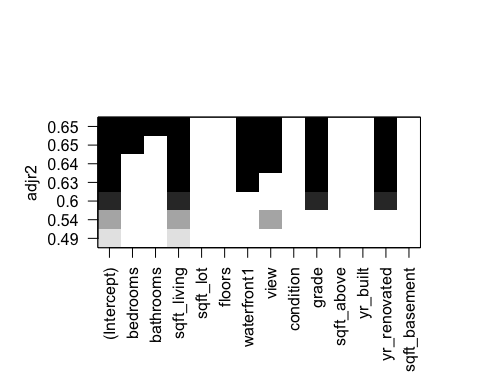 0.65
0.65
0.64
0.63
0.6
0.54
0.49
adjr2
(Intercept)
bedrooms
bathrooms
sqft_living
sqft_lot
floors
waterfront1
view
condition
grade
sqft_above
yr_built
yr_renovated
sqft_basement